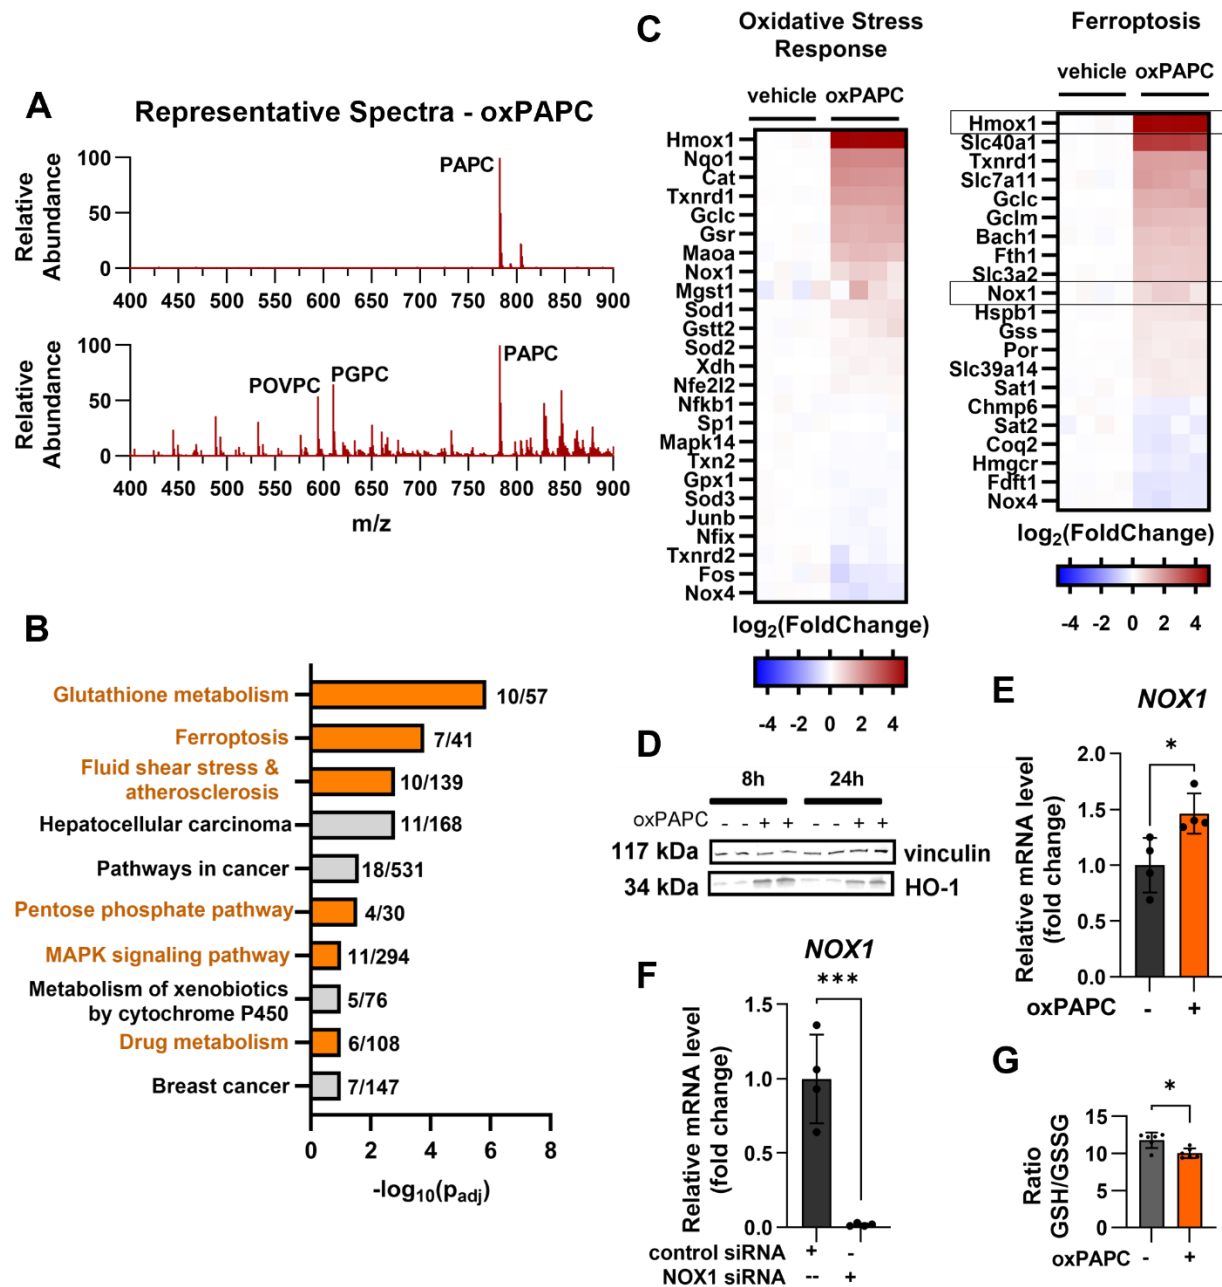 A
Representative Spectra - oxPAPC
Relative
Abundance
100
50
0
PAPC
400 450 500 550 600 650 700 750 800 850 900
Relative
Abundance
100
50
0
POVPC
PGPC
PAPC
400 450 500 550 600 650 700 750 800 850 900
m/z
B
Glutathione metabolism 10/57
Ferroptosis 7/41
Fluid shear stress &
atherosclerosis 10/139
Hepatocellular carcinoma 11/168
Pathways in cancer 18/531
Pentose phosphate pathway 4/30
MAPK signaling pathway 11/294
Metabolism of xenobiotics
by cytochrome P450 5/76
Drug metabolism 6/108
Breast cancer 7/147
0 2 4 6 8
-log10(padj)
C
Oxidative Stress
Response
vehicle oxPAPC
Hmox1
Nqo1
Cat
Txnrd1
Gclc
Gsr
Maoa
Nox1
Mgst1
Sod1
Gstt2
Sod2
Xdh
Nfe2l2
Nfkb1
Sp1
Mapk14
Txn2
Gpx1
Sod3
Junb
Nfix
Txnrd2
Fos
Nox4
log2(FoldChange)
-4 -2 0 2 4
Ferroptosis
vehicle oxPAPC
Hmox1
Slc40a1
Txnrd1
Slc7a11
Gclc
Gclm
Bach1
Fth1
Slc3a2
Nox1
Hspb1
Gss
Por
Slc39a14
Sat1
Chmp6
Sat2
Coq2
Hmgcr
Fdft1
Nox4
log2(FoldChange)
-4 -2 0 2 4
D
8h 24h
oxPAPC - - + + - - + +
117 kDa vinculin
34 kDa HO-1
E
NOX1
*
Relative mRNA level
(fold change)
2.0
1.5
1.0
0.5
0.0
oxPAPC - +
F
NOX1
***
Relative mRNA level
(fold change)
1.5
1.0
0.5
0.0
control siRNA + -
NOX1 siRNA -- +
G
*
Ratio
GSH/GSSG
15
10
5
0
oxPAPC - +